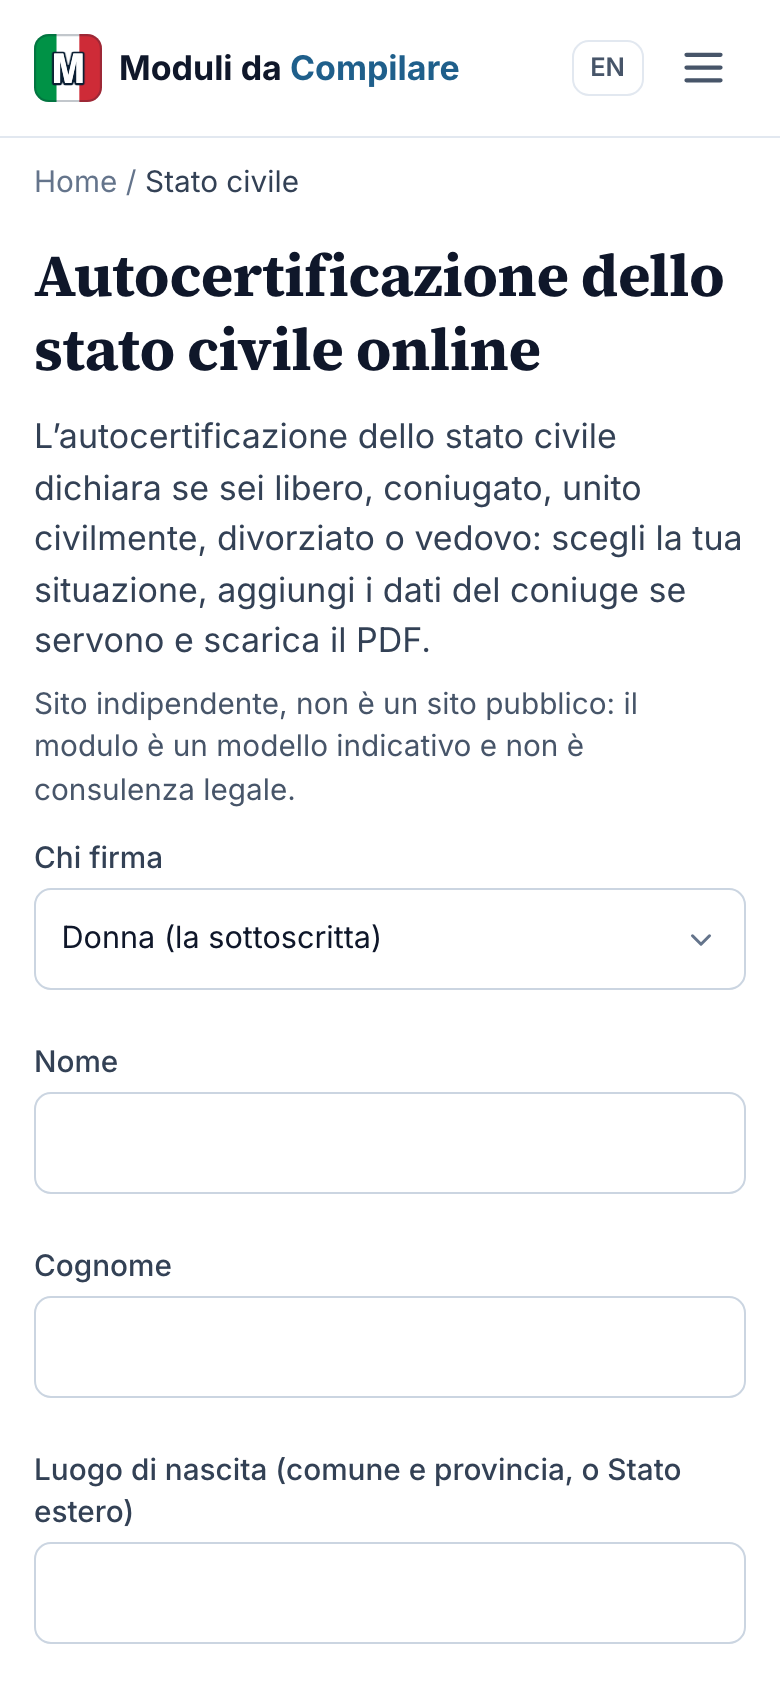 M
Moduli da Compilare
EN
Home / Stato civile
Autocertificazione dello
stato civile online
L’autocertificazione dello stato civile
dichiara se sei libero, coniugato, unito
civilmente, divorziato o vedovo: scegli la tua
situazione, aggiungi i dati del coniuge se
servono e scarica il PDF.
Sito indipendente, non è un sito pubblico: il
modulo è un modello indicativo e non è
consulenza legale.
Chi firma
Donna (la sottoscritta)
Nome
Cognome
Luogo di nascita (comune e provincia, o Stato
estero)